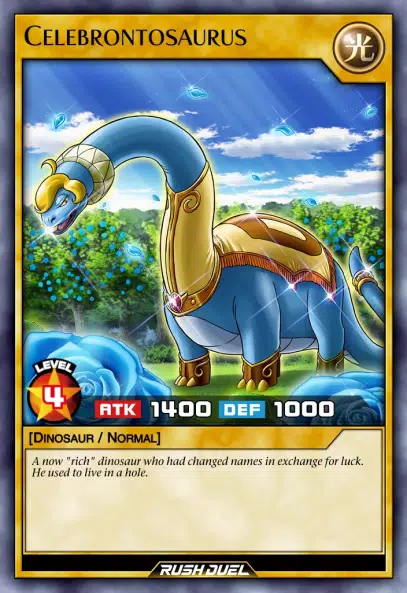 Celebrontosaurus
光
LEVEL
4
ATK 1400 DEF 1000
[Dinosaur / Normal]
A now "rich" dinosaur who had changed names in exchange for luck.
He used to live in a hole.
RUSH DUEL